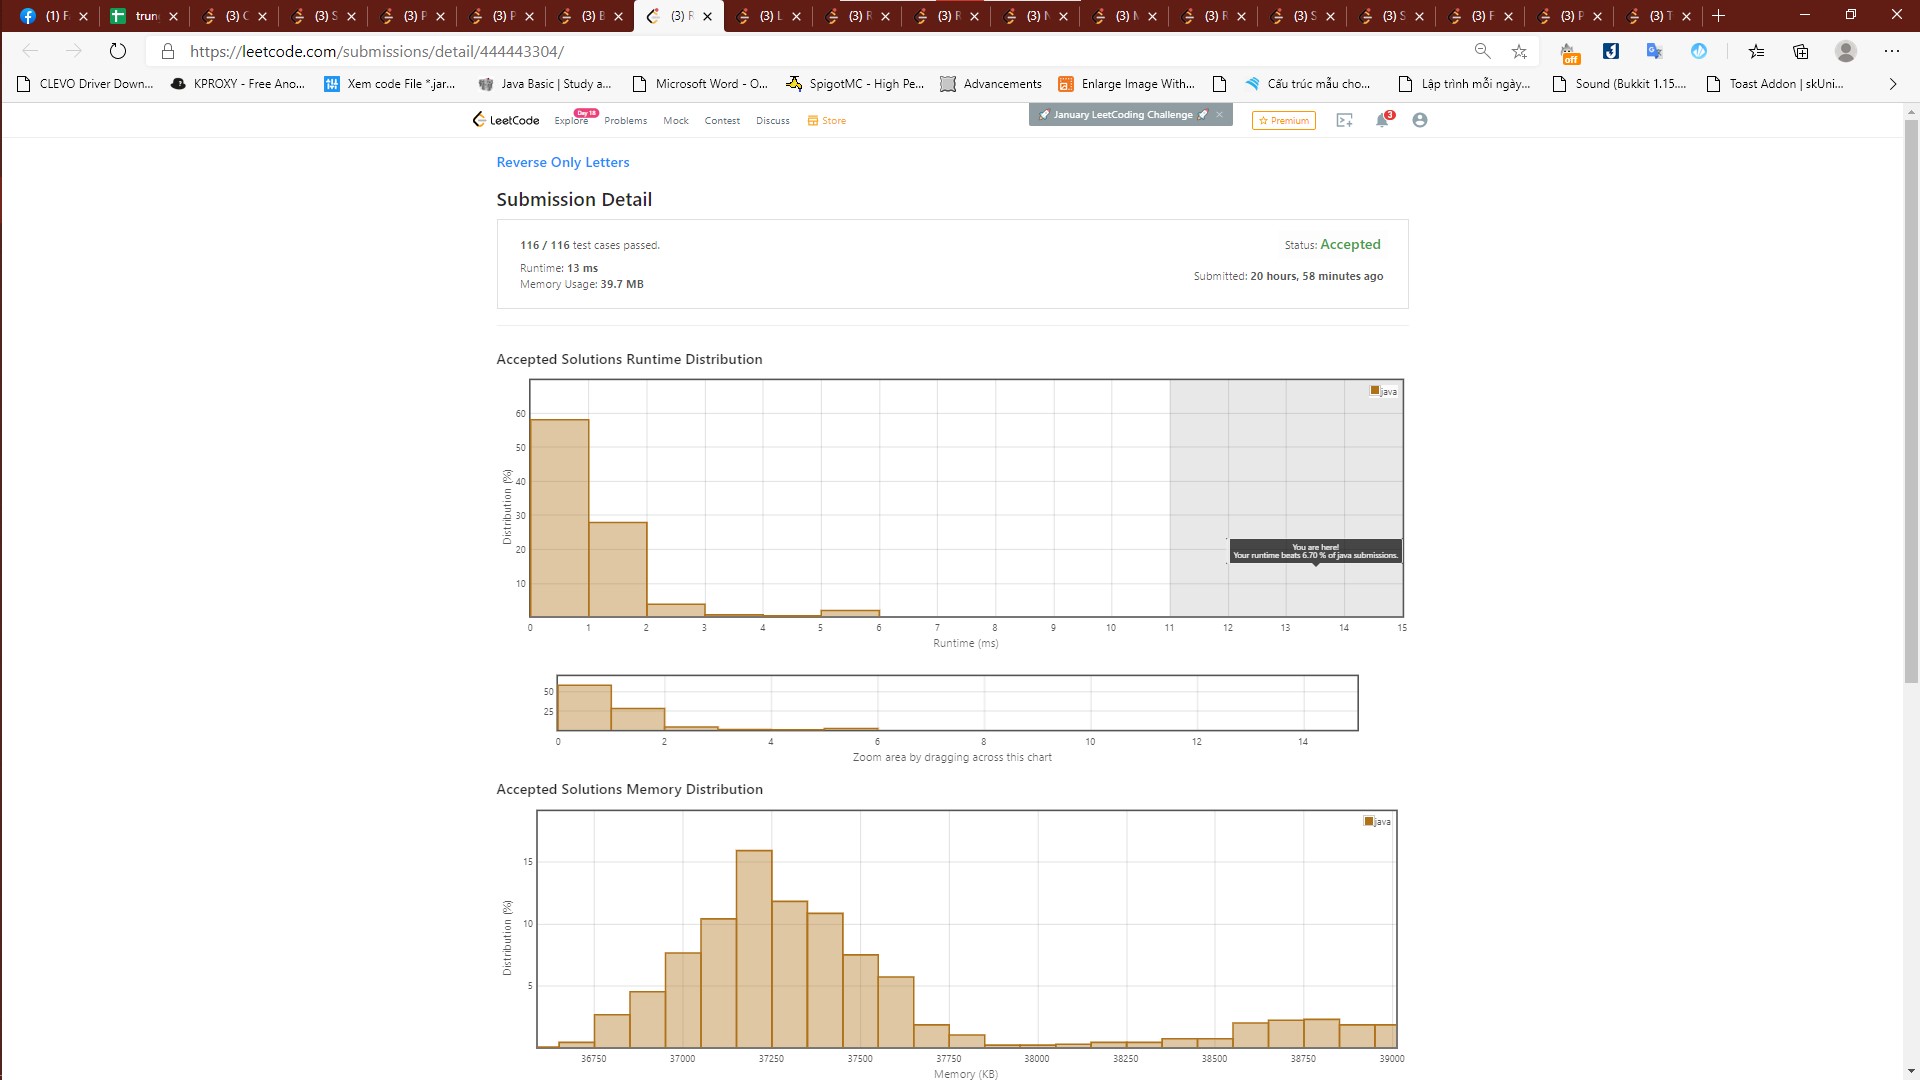 (1) F
trun
(3) C
(3) S
(3) P
(3) P
(3) B
(3) R
(3) L
(3) R
(3) R
(3) N
(3) M
(3) R
(3) S
(3) S
(3) F
(3) P
(3) T
https://leetcode.com/submissions/detail/444443304/
off
CLEVO Driver Down...
KPROXY - Free Ano...
Xem code File *.jar...
Java Basic | Study a...
Microsoft Word - O...
SpigotMC - High Pe...
Advancements
Enlarge Image With...
Cấu trúc mẫu cho...
Lập trình mỗi ngày...
Sound (Bukkit 1.15....
Toast Addon | skUni...
LeetCode
Explore
Day 18
Problems
Mock
Contest
Discuss
Store
January LeetCoding Challenge
Premium
3
Reverse Only Letters
Submission Detail
116 / 116 test cases passed.
Status: Accepted
Runtime: 13 ms
Memory Usage: 39.7 MB
Submitted: 20 hours, 58 minutes ago
Accepted Solutions Runtime Distribution
java
60
50
40
30
20
10
Distribution (%)
You are here!
Your runtime beats 6.70 % of java submissions.
0 1 2 3 4 5 6 7 8 9 10 11 12 13 14 15
Runtime (ms)
50
25
0 2 4 6 8 10 12 14
Zoom area by dragging across this chart
Accepted Solutions Memory Distribution
java
15
10
5
Distribution (%)
36750 37000 37250 37500 37750 38000 38250 38500 38750 39000
Memory (KB)